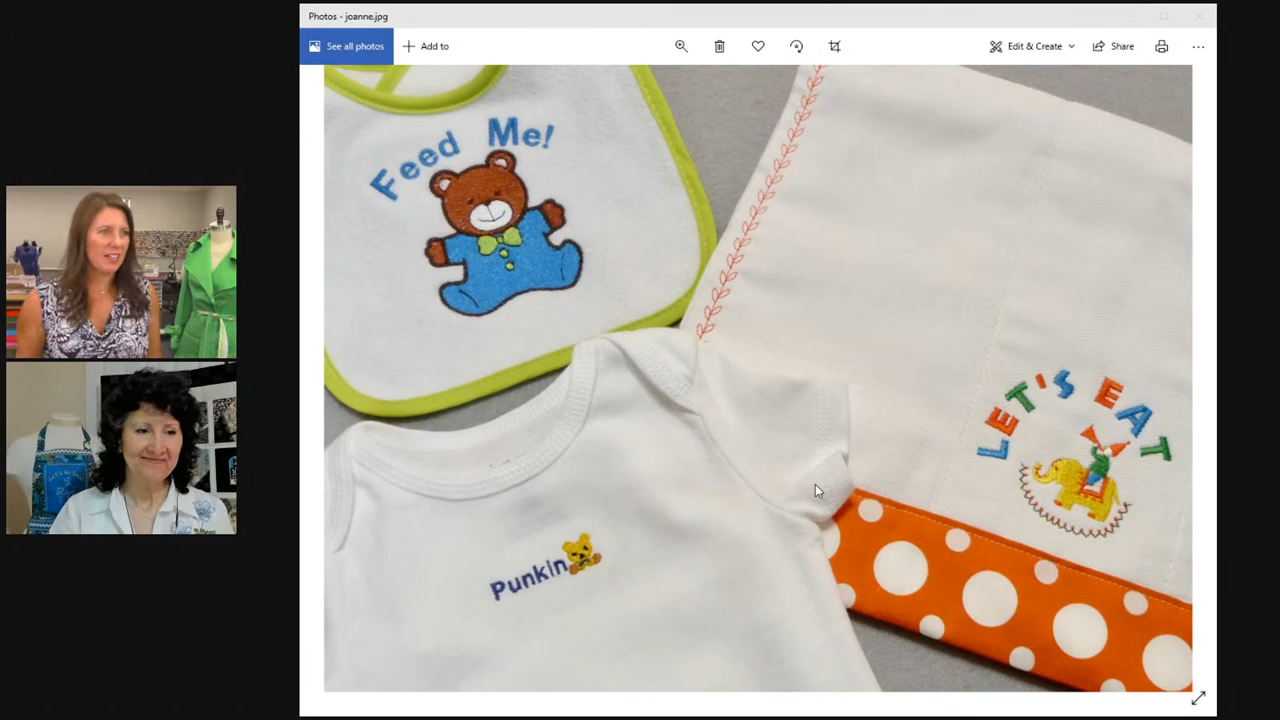 Photos - joanne.jpg
See all photos
Add to
Edit & Create
Share
Feed Me!
LET'S EAT
Punkin